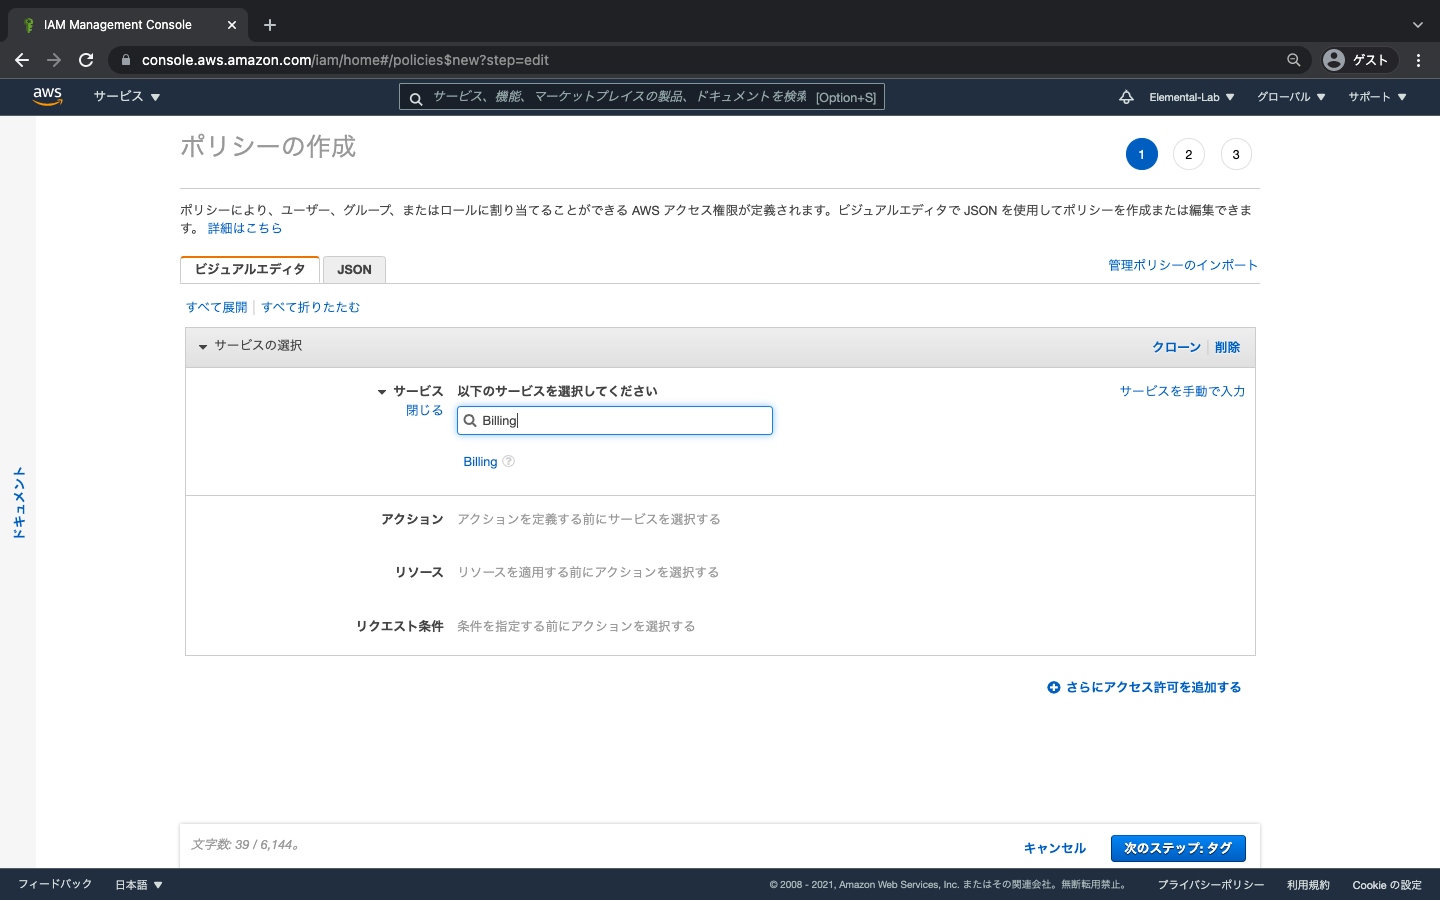 IAM Management Console
console.aws.amazon.com/iam/home#/policies$new?step=edit
ゲスト
aws
サービス
サービス、機能、マーケットプレイスの製品、ドキュメントを検索 [Option+S]
Elemental-Lab
グローバル
サポート
ポリシーの作成
1
2
3
ポリシーにより、ユーザー、グループ、またはロールに割り当てることができる AWS アクセス権限が定義されます。ビジュアルエディタで JSON を使用してポリシーを作成または編集できま
す。 詳細はこちら
ビジュアルエディタ
JSON
管理ポリシーのインポート
すべて展開
すべて折りたたむ
サービスの選択
クローン
削除
サービス
以下のサービスを選択してください
サービスを手動で入力
閉じる
Billing
Billing
アクション
アクションを定義する前にサービスを選択する
リソース
リソースを適用する前にアクションを選択する
リクエスト条件
条件を指定する前にアクションを選択する
さらにアクセス許可を追加する
ドキュメント
文字数: 39 / 6,144。
キャンセル
次のステップ: タグ
フィードバック
日本語
© 2008 - 2021, Amazon Web Services, Inc. またはその関連会社。無断転用禁止。
プライバシーポリシー
利用規約
Cookie の設定